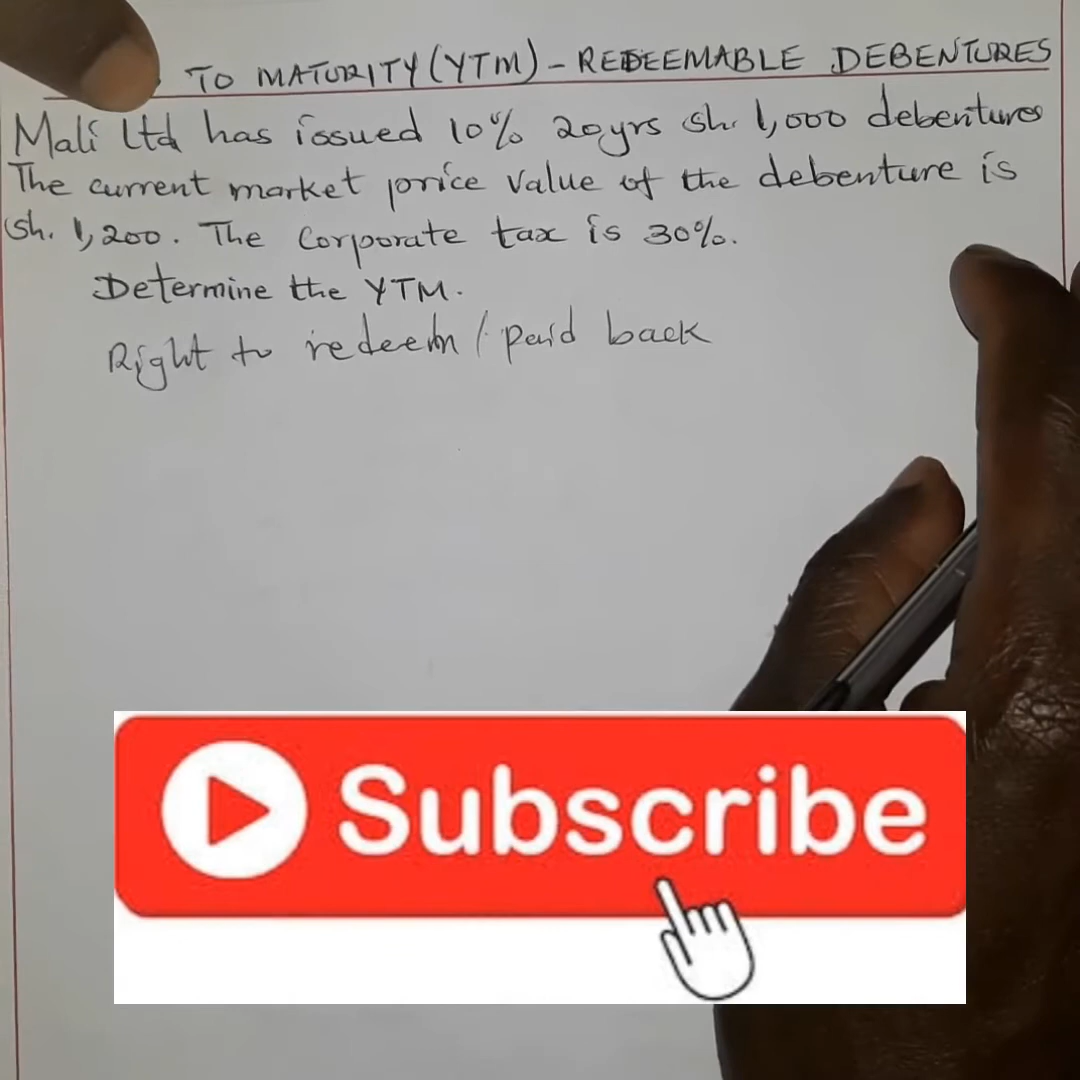 TO MATURITY (YTM) - REDEEMABLE DEBENTURES
Mali Ltd has issued 10% 20yrs sh. 1,000 debentures
The current market price value of the debenture is
sh. 1,200. The corporate tax is 30%.
Determine the YTM.
Right to redeem / paid back
Subscribe